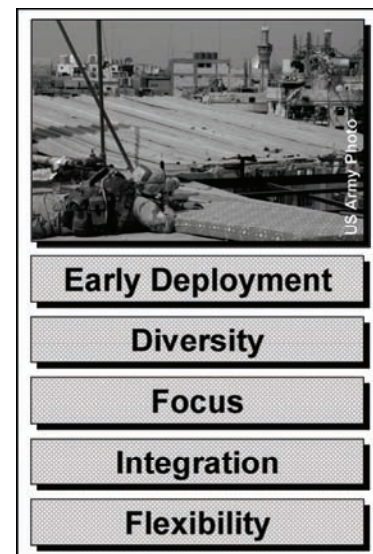 US Army Photo
Early Deployment
Diversity
Focus
Integration
Flexibility